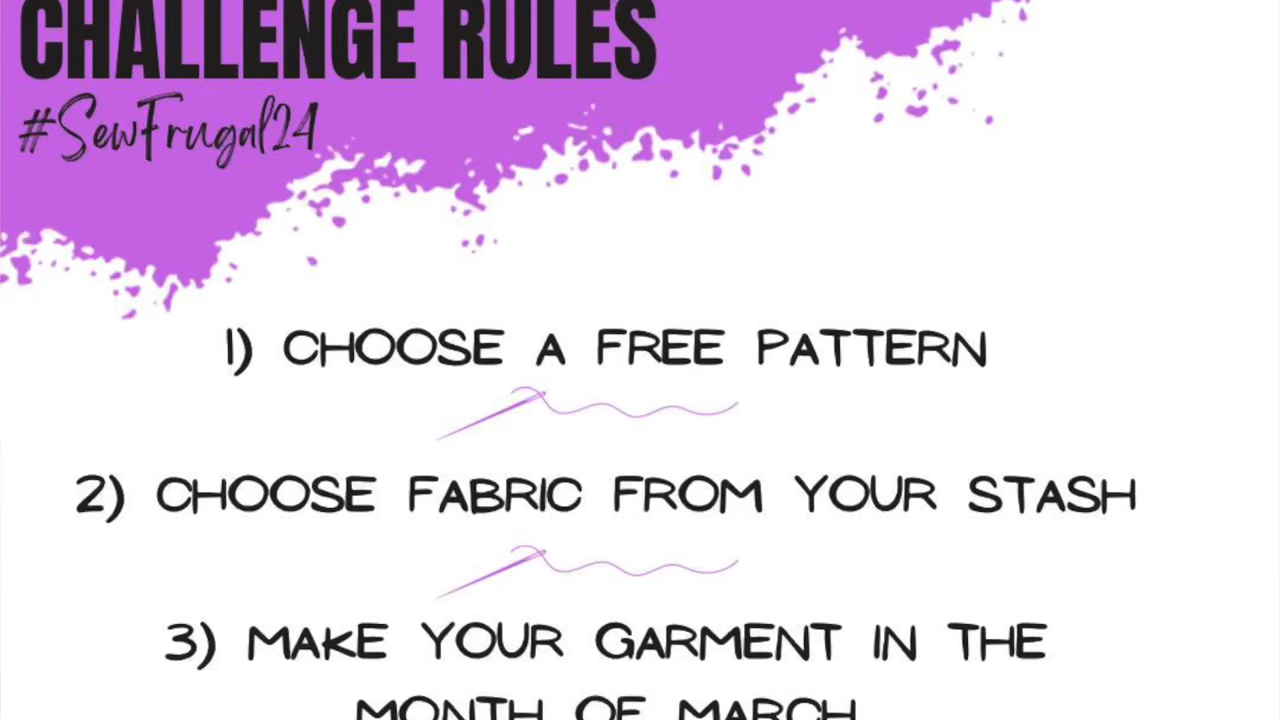 CHALLENGE RULES
#SewFrugal24
1) CHOOSE A FREE PATTERN
2) CHOOSE FABRIC FROM YOUR STASH
3) MAKE YOUR GARMENT IN THE
MONTH OF MARCH